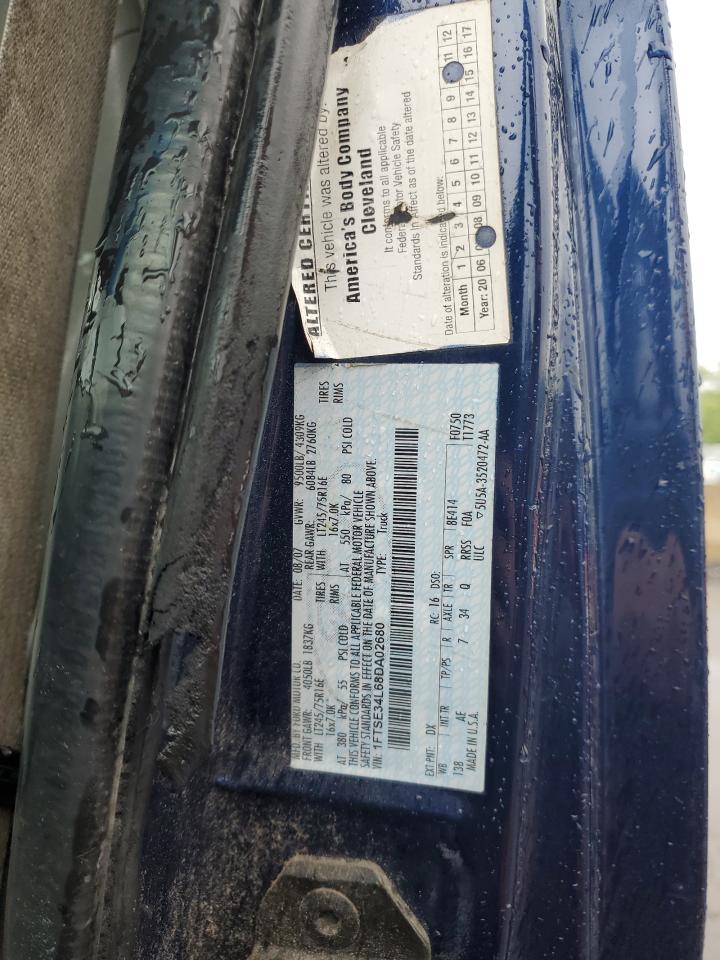 ALTERED CERT
This vehicle was altered by:
America's Body Company
Cleveland
It conforms to all applicable
Federal Motor Vehicle Safety
Standards in effect as of the date altered
Date of alteration is indicated below:
Month 1 2 3 4 5 6 7 8 9 11 12
Year: 20 06 08 09 10 11 12 13 14 15 16 17
MFD BY FORD MOTOR CO. DATE: 08/07 GVWR: 9500LB/ 4309KG
FRONT GAWR: 4050LB 1837KG REAR GAWR: 6084LB 2760KG
WITH LT245/75R16E TIRES WITH LT245/75R16E TIRES
16x7.0K RIMS 16x7.0K RIMS
AT 380 kPa/ 55 PSI COLD AT 550 kPa/ 80 PSI COLD
THIS VEHICLE CONFORMS TO ALL APPLICABLE FEDERAL MOTOR VEHICLE
SAFETY STANDARDS IN EFFECT ON THE DATE OF MANUFACTURE SHOWN ABOVE.
VIN: 1FTSE34L68DA02680 TYPE: Truck
F0750
T1773
EXT PNT: DX RC: 16 DSO:
WB INT TR TP/PS R AXLE TR SPR 8E414
138 AE 7 34 Q RRSS F0A
MADE IN U.S.A. ULC ▽5U5A-3520472-AA